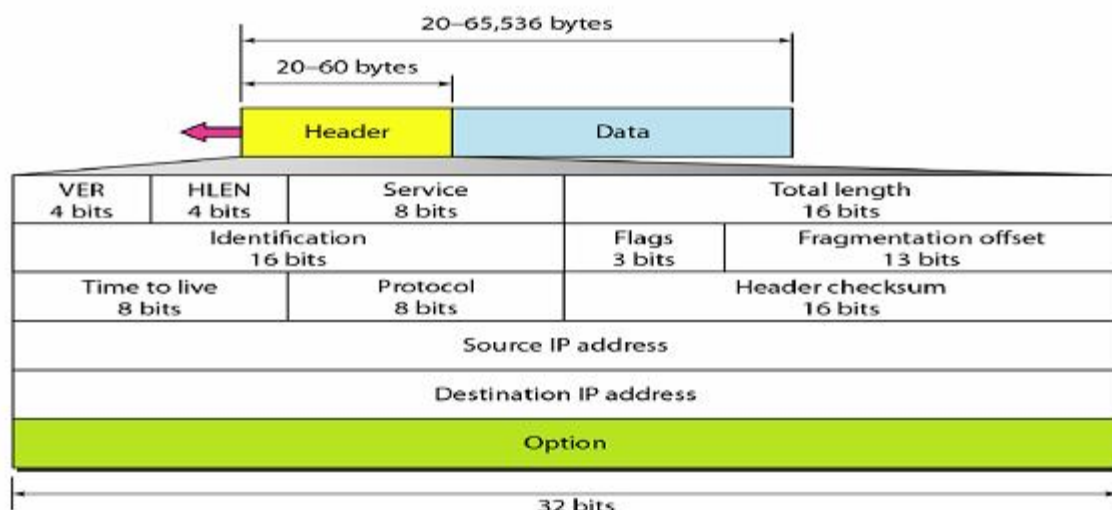 20–65,536 bytes
20–60 bytes
Header Data
VER HLEN Service Total length
4 bits 4 bits 8 bits 16 bits
Identification Flags Fragmentation offset
16 bits 3 bits 13 bits
Time to live Protocol Header checksum
8 bits 8 bits 16 bits
Source IP address
Destination IP address
Option
32 bits